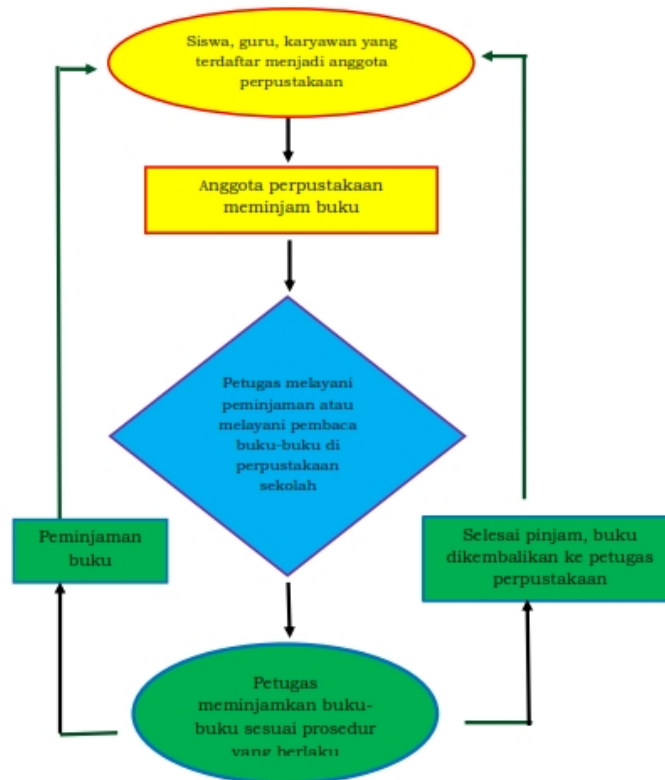 Siswa, guru, karyawan yang
terdaftar menjadi anggota
perpustakaan
Anggota perpustakaan
meminjam buku
Petugas melayani
peminjaman atau
melayani pembaca
buku-buku di
perpustakaan
sekolah
Peminjaman
buku
Selesai pinjam, buku
dikembalikan ke petugas
perpustakaan
Petugas
meminjamkan buku-
buku sesuai prosedur
yang berlaku